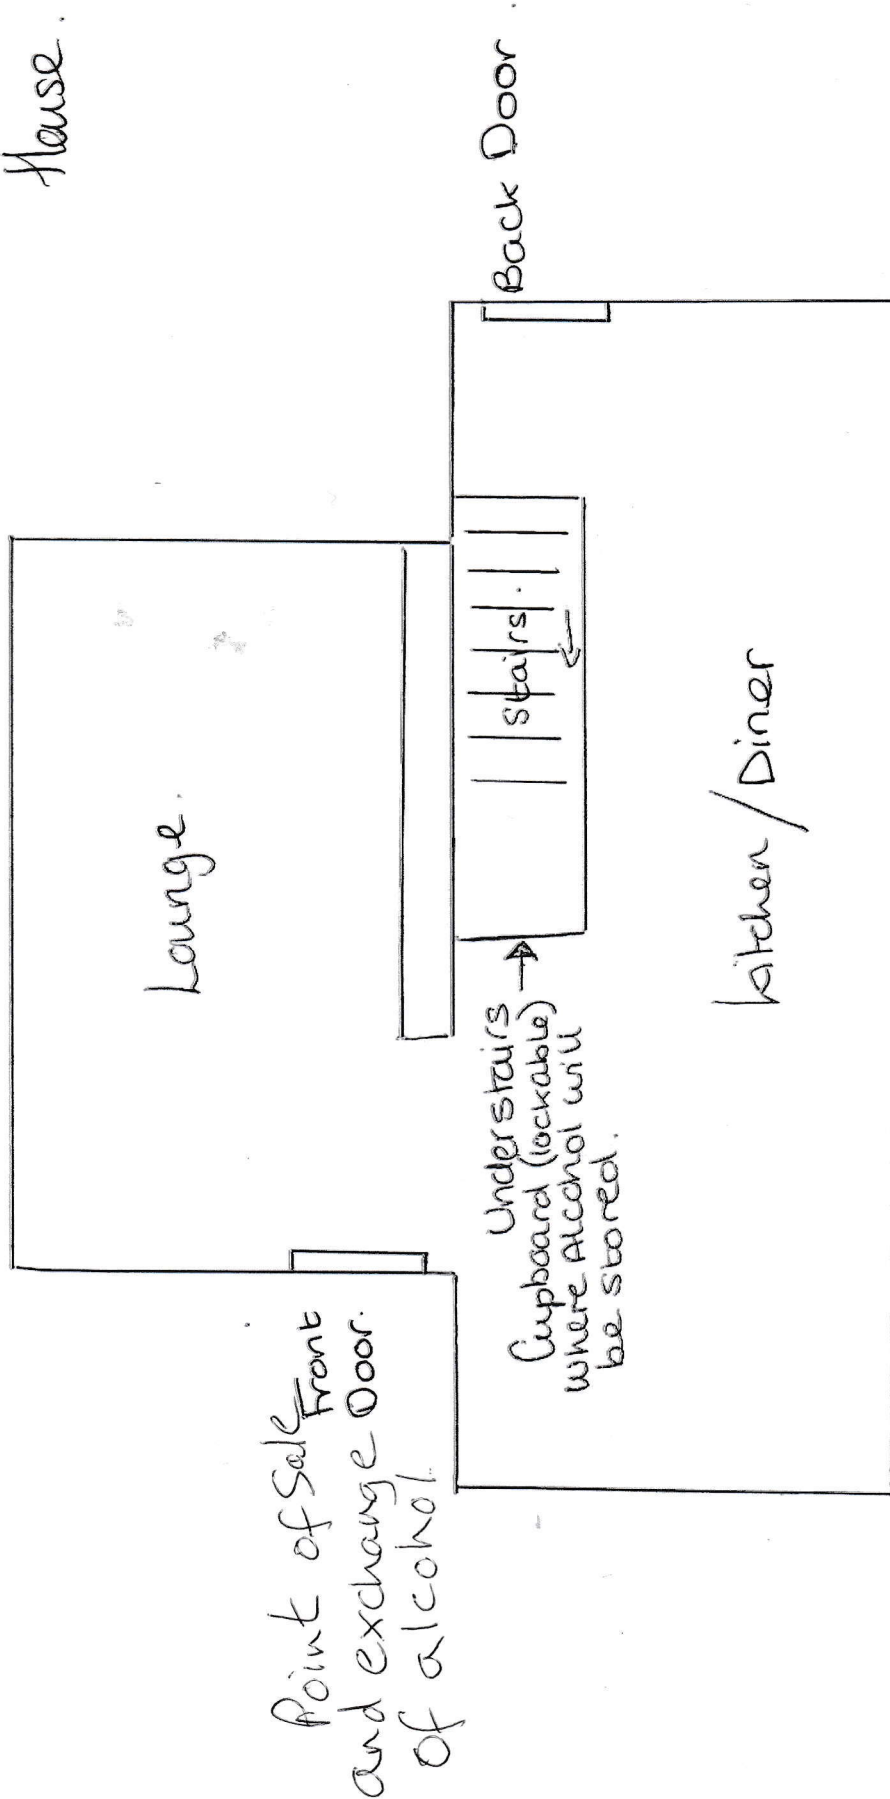 House.
Lounge.
Back Door.
Stairs.
Point of Sale
and exchange
of alcohol.
Front
Door.
Understairs
Cupboard (lockable)
where Alcohol will
be stored.
Kitchen / Diner